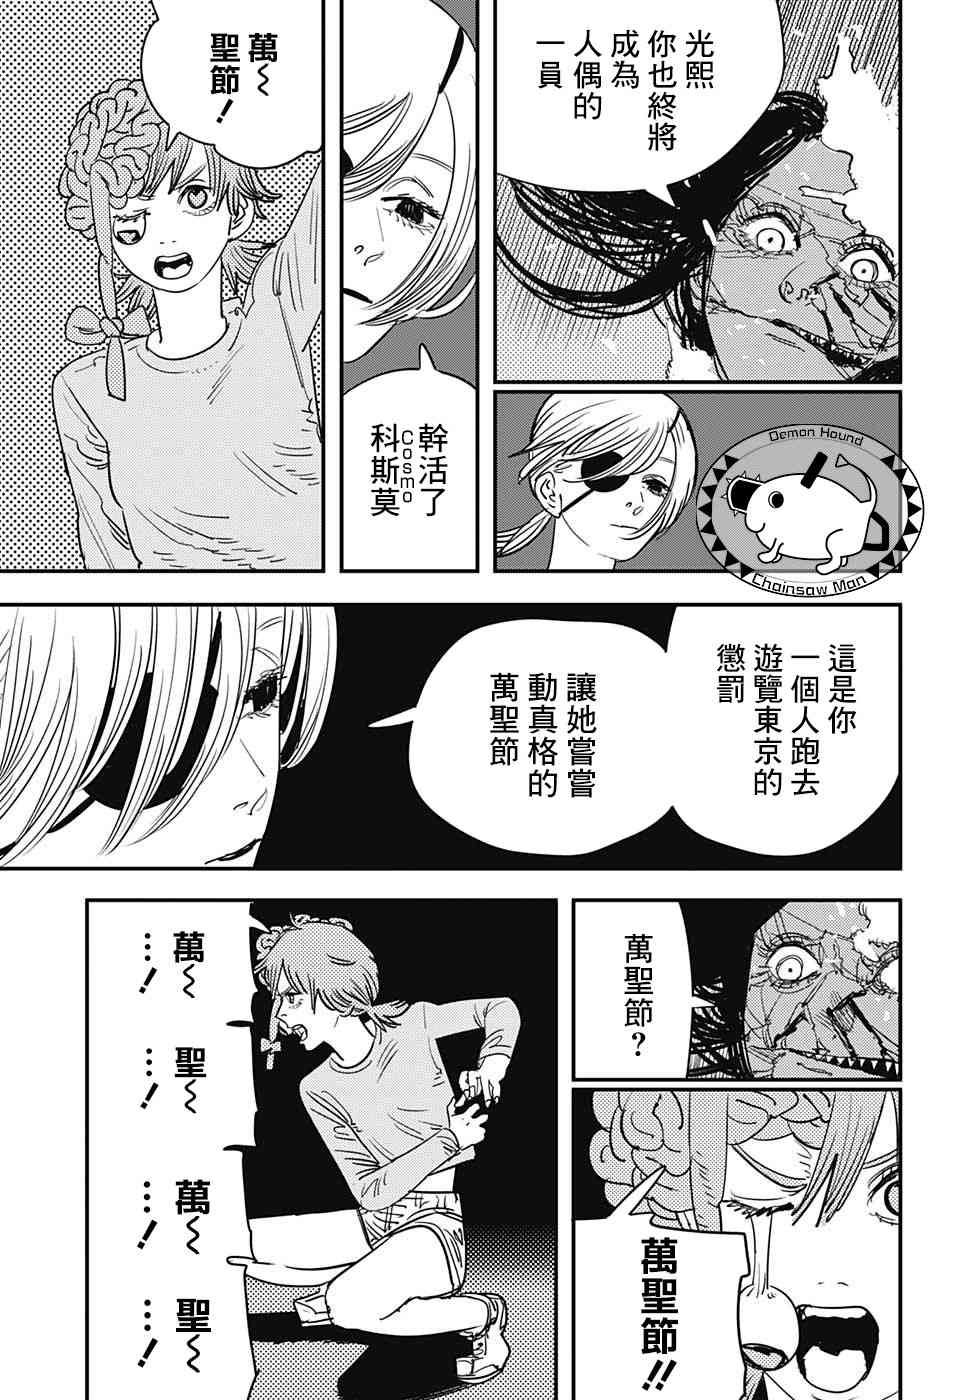 光熙
你也終將
成為
人偶的
一員
幹活了
科斯莫
Cosmo
萬～
聖節！
Demon Hound
Chainsaw Man
這是你
一個人跑去
遊覽東京的
懲罰
讓她嘗嘗
動真格的
萬聖節
萬聖節？
萬聖節！！
萬～
…！
聖～
…！
萬～
…！
聖～
…！